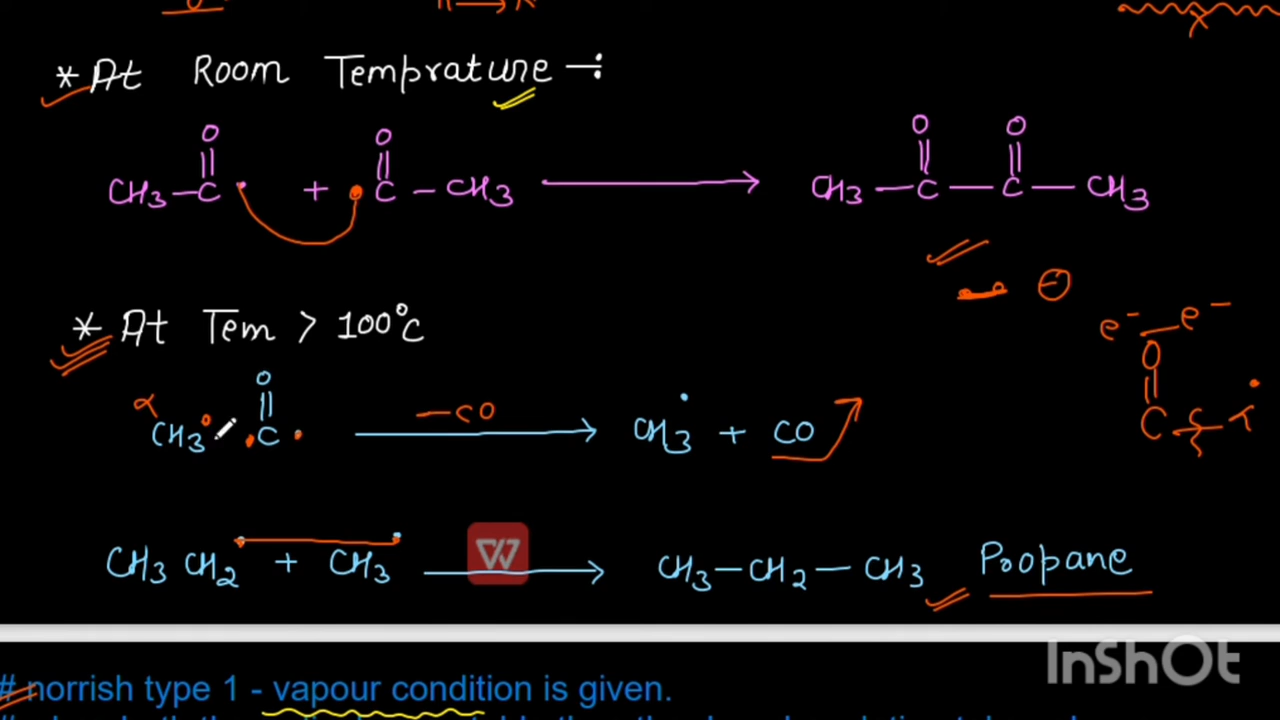 * At Room Temprature :-
O O O O
CH3 - C · + · C - CH3 → CH3 - C - C - CH3
⊖
* At Tem > 100°C
e- e-
O O
α -CO
CH3 · · C · → CH3 · + CO C
CH3 CH2 · + CH3 · → CH3 - CH2 - CH3 Propane
InShOt
# norrish type 1 - vapour condition is given.